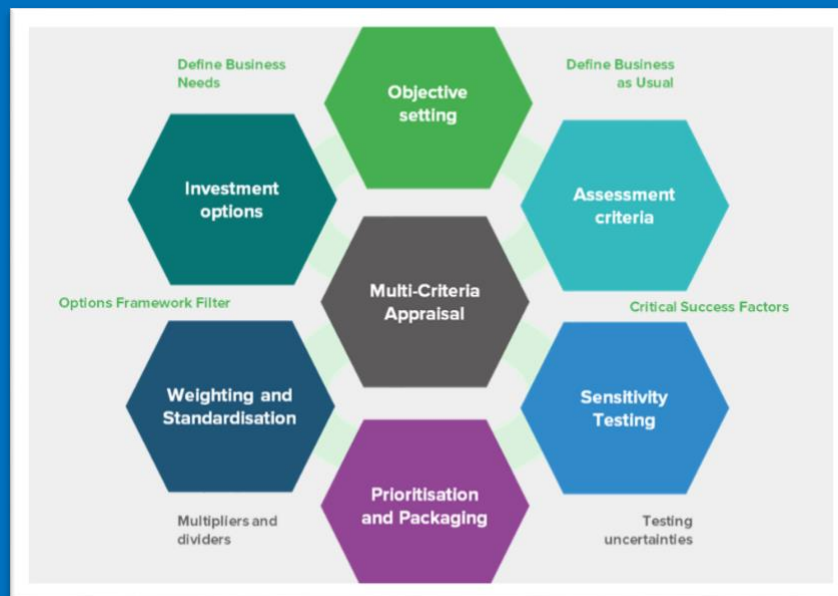 Define Business
Needs
Objective
setting
Define Business
as Usual
Investment
options
Assessment
criteria
Multi-Criteria
Appraisal
Options Framework Filter
Critical Success Factors
Weighting and
Standardisation
Sensitivity
Testing
Prioritisation
and Packaging
Multipliers and
dividers
Testing
uncertainties